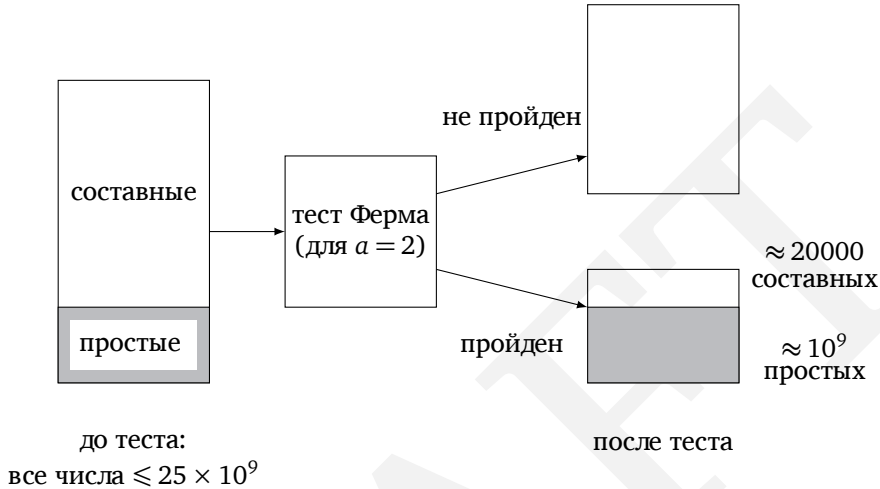 не пройден
составные
тест Ферма
(для a = 2)
≈ 20000
составных
простые
пройден
≈ 10⁹
простых
до теста:
все числа ⩽ 25 × 10⁹
после теста